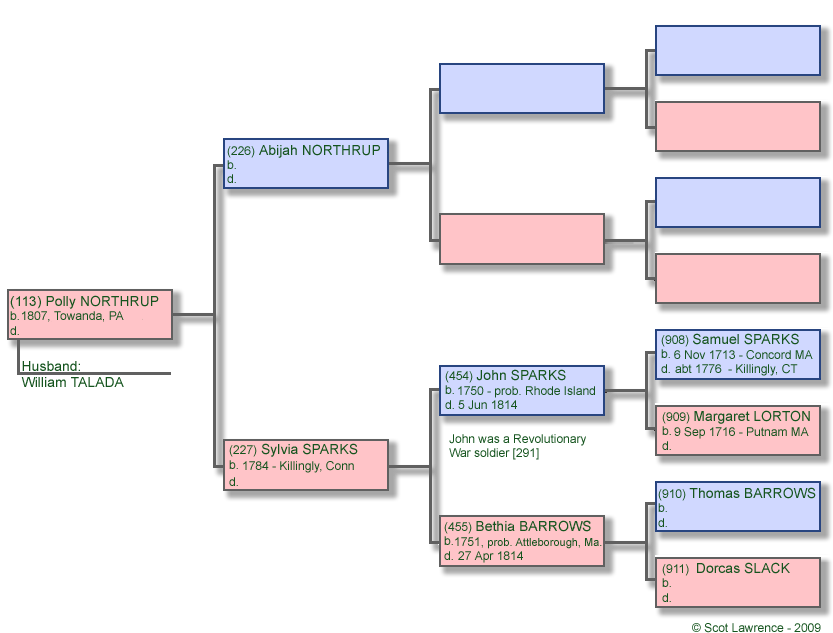 (226) Abijah NORTHRUP
b.
d.
(113) Polly NORTHRUP
b. 1807, Towanda, PA
d.
Husband:
William TALADA
(227) Sylvia SPARKS
b. 1784 - Killingly, Conn
d.
(454) John SPARKS
b. 1750 - prob. Rhode Island
d. 5 Jun 1814
John was a Revolutionary
War soldier [291]
(455) Bethia BARROWS
b.1751, prob. Attleborough, Ma.
d. 27 Apr 1814
(908) Samuel SPARKS
b. 6 Nov 1713 - Concord MA
d. abt 1776 - Killingly, CT
(909) Margaret LORTON
b. 9 Sep 1716 - Putnam MA
d.
(910) Thomas BARROWS
b.
d.
(911) Dorcas SLACK
b.
d.
© Scot Lawrence - 2009